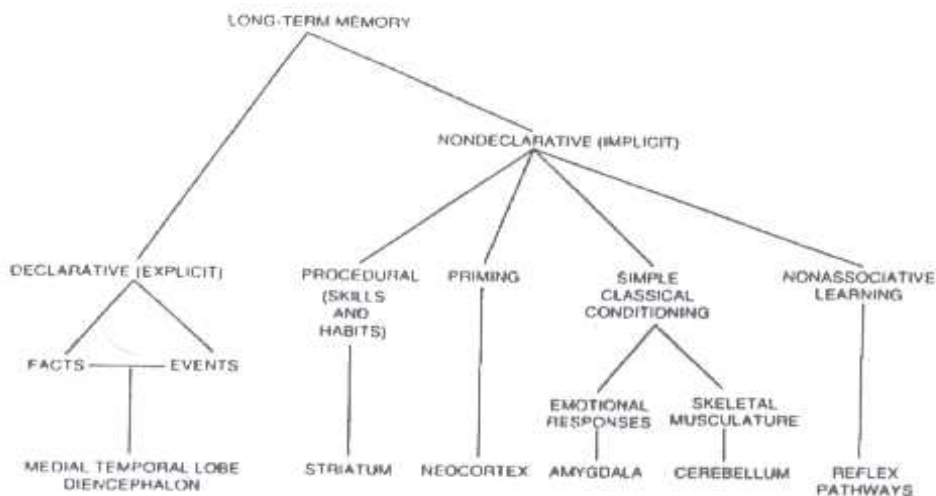 LONG-TERM MEMORY
NONDECLARATIVE (IMPLICIT)
DECLARATIVE (EXPLICIT)
PROCEDURAL
(SKILLS
AND
HABITS)
PRIMING
SIMPLE
CLASSICAL
CONDITIONING
NONASSOCIATIVE
LEARNING
FACTS
EVENTS
EMOTIONAL
RESPONSES
SKELETAL
MUSCULATURE
MEDIAL TEMPORAL LOBE
DIENCEPHALON
STRIATUM
NEOCORTEX
AMYGDALA
CEREBELLUM
REFLEX
PATHWAYS